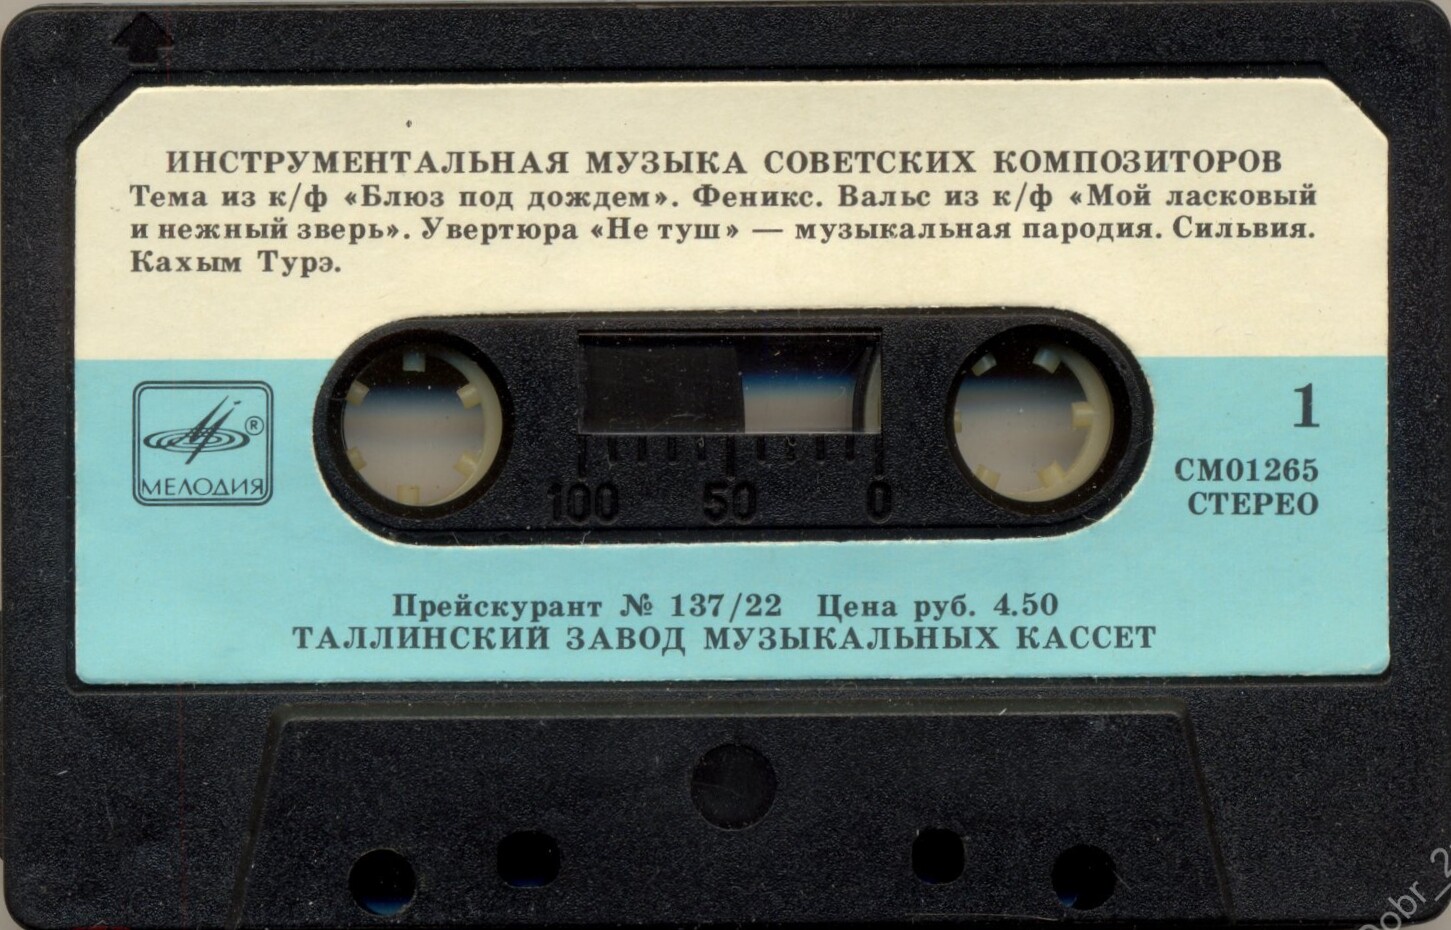 ИНСТРУМЕНТАЛЬНАЯ МУЗЫКА СОВЕТСКИХ КОМПОЗИТОРОВ
Тема из к/ф «Блюз под дождем». Феникс. Вальс из к/ф «Мой ласковый
и нежный зверь». Увертюра «Не туш» — музыкальная пародия. Сильвия.
Кахым Турэ.
®
МЕЛОДИЯ
1
СМ01265
СТЕРЕО
100 50 0
Прейскурант № 137/22 Цена руб. 4.50
ТАЛЛИНСКИЙ ЗАВОД МУЗЫКАЛЬНЫХ КАССЕТ